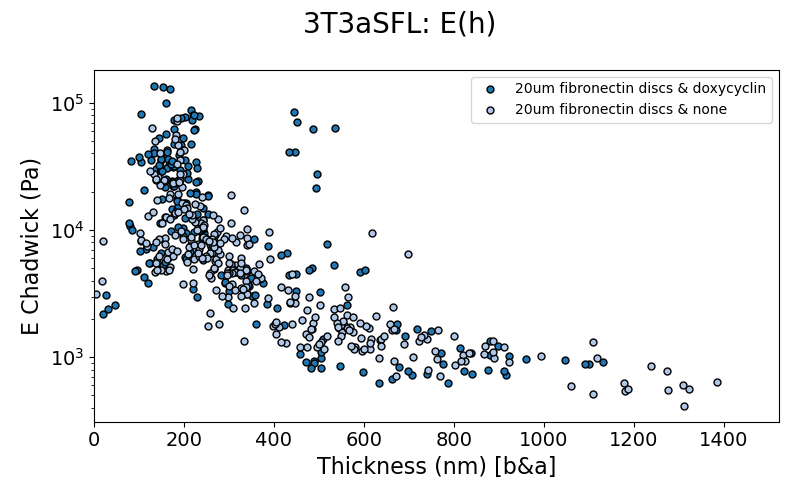 3T3aSFL: E(h)
20um fibronectin discs & doxycyclin
20um fibronectin discs & none
E Chadwick (Pa)
10^5
10^4
10^3
0 200 400 600 800 1000 1200 1400
Thickness (nm) [b&a]